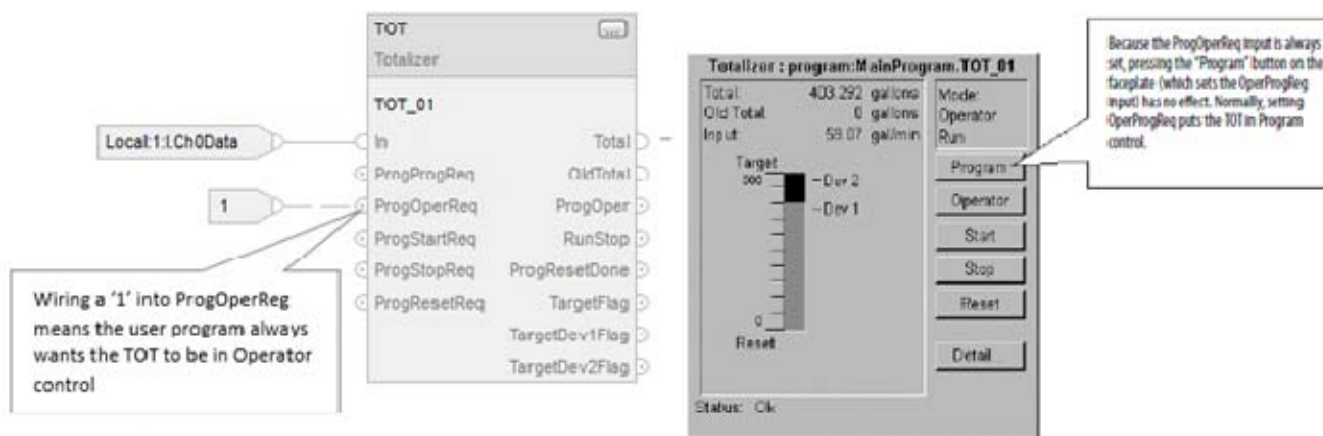 TOT
Totalizer
TOT_01
Local:1:I.Ch0Data
In
Total
ProgProgReq
OldTotal
1
ProgOperReq
ProgOper
ProgStartReq
RunStop
ProgStopReq
ProgResetDone
ProgResetReq
TargetFlag
TargetDev1Flag
TargetDev2Flag
Wiring a '1' into ProgOperReg
means the user program always
wants the TOT to be in Operator
control
Totalizer : program:MainProgram.TOT_01
Total: 403.292 gallons
Old Total 0 gallons
Input: 59.07 gal/min
Mode:
Operator
Run
Target
500
Dev 2
Dev 1
0
Reset
Program
Operator
Start
Stop
Reset
Detail...
Status: Ok
Because the ProgOperReq input is always
set, pressing the "Program" button on the
faceplate (which sets the OperProgReg
input) has no effect. Normally, setting
OperProgReq puts the TOT in Program
control.